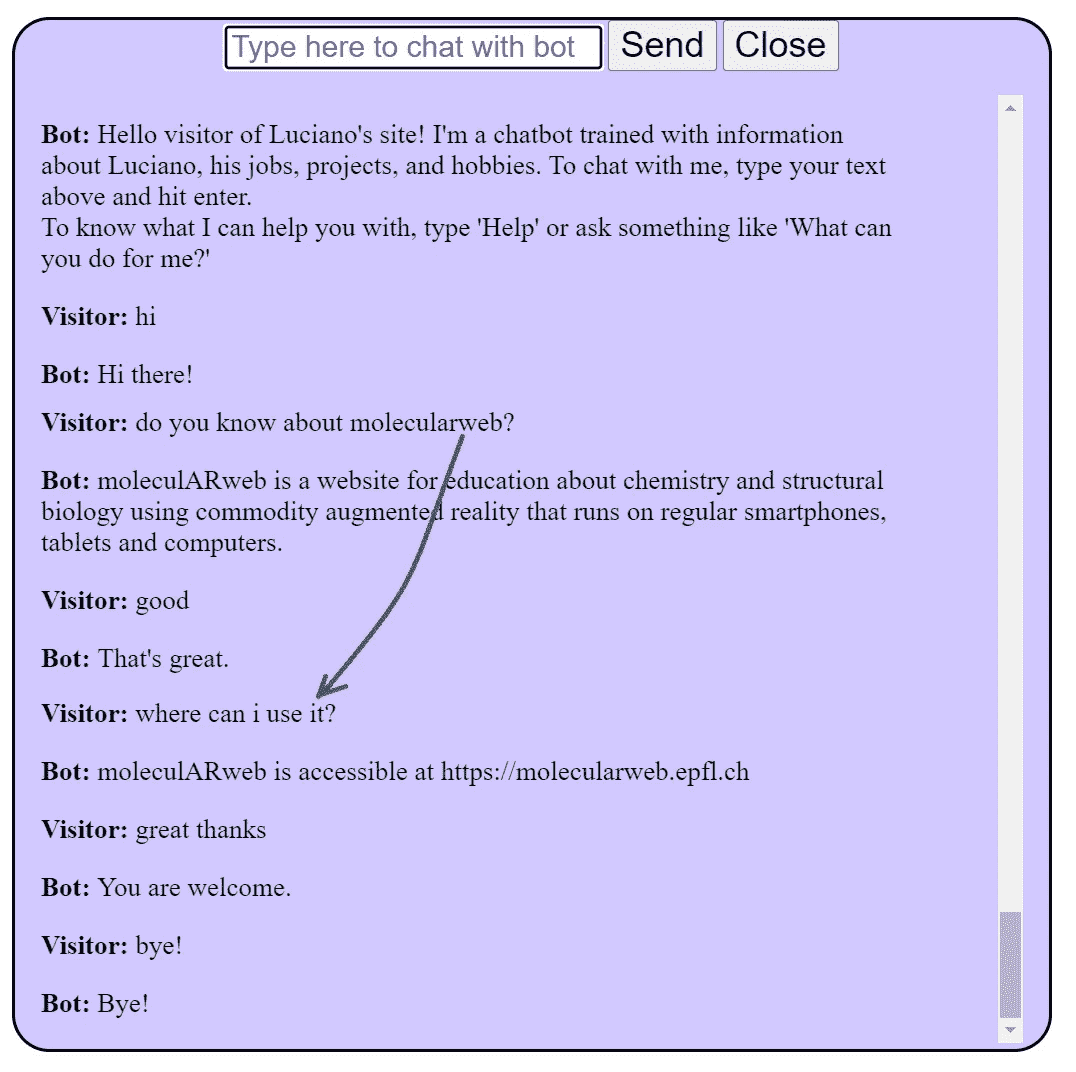 Type here to chat with bot Send Close
Bot: Hello visitor of Luciano's site! I'm a chatbot trained with information
about Luciano, his jobs, projects, and hobbies. To chat with me, type your text
above and hit enter.
To know what I can help you with, type 'Help' or ask something like 'What can
you do for me?'
Visitor: hi
Bot: Hi there!
Visitor: do you know about molecularweb?
Bot: moleculARweb is a website for education about chemistry and structural
biology using commodity augmented reality that runs on regular smartphones,
tablets and computers.
Visitor: good
Bot: That's great.
Visitor: where can i use it?
Bot: moleculARweb is accessible at https://molecularweb.epfl.ch
Visitor: great thanks
Bot: You are welcome.
Visitor: bye!
Bot: Bye!